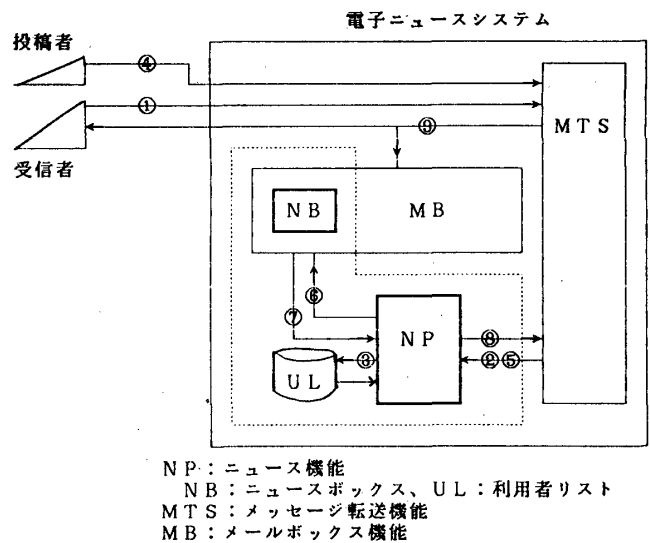 電子ニュースシステム
投稿者
④
①
⑨
MTS
受信者
NB
MB
⑥
⑦
NP
⑧
③
②⑤
UL
NP：ニュース機能
NB：ニュースボックス、UL：利用者リスト
MTS：メッセージ転送機能
MB：メールボックス機能